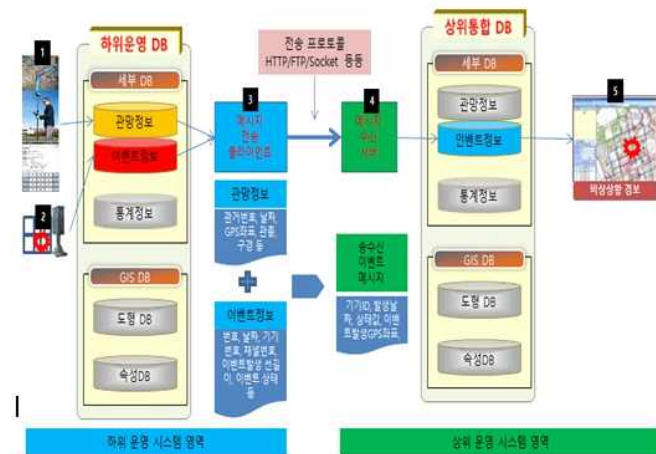 1
하위운영 DB
세부 DB
관망정보
이벤트정보
통계정보
2
GIS DB
도형 DB
속성DB
전송 프로토콜
HTTP/FTP/Socket 등등
3
메시지
전송
클라이언트
4
메시지
수신
서버
관망정보
관거번호, 날짜,
GPS좌표, 관종,
구경 등
이벤트정보
번호, 날짜, 기기
번호, 채널번호,
이벤트발생 선길
이, 이벤트 상태
등
송수신
이벤트
메시지
기기ID, 발생날
짜, 상태값, 이벤
트발생GPS좌표,
상위통합 DB
세부 DB
관망정보
이벤트정보
통계정보
GIS DB
도형 DB
속성DB
5
비상상황 경보
하위 운영 시스템 영역
상위 운영 시스템 영역